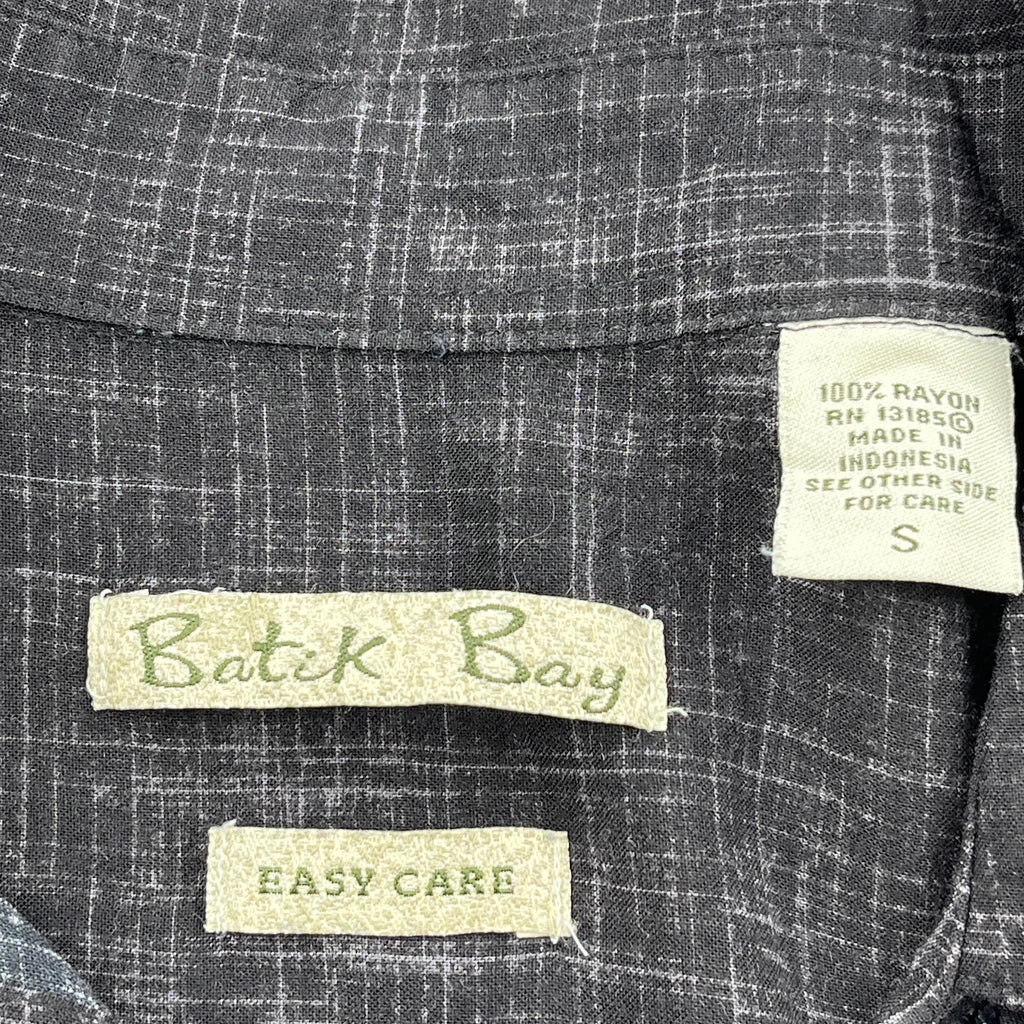 100% RAYON
RN 13185©
MADE IN
INDONESIA
SEE OTHER SIDE
FOR CARE
S
Batik Bay
EASY CARE